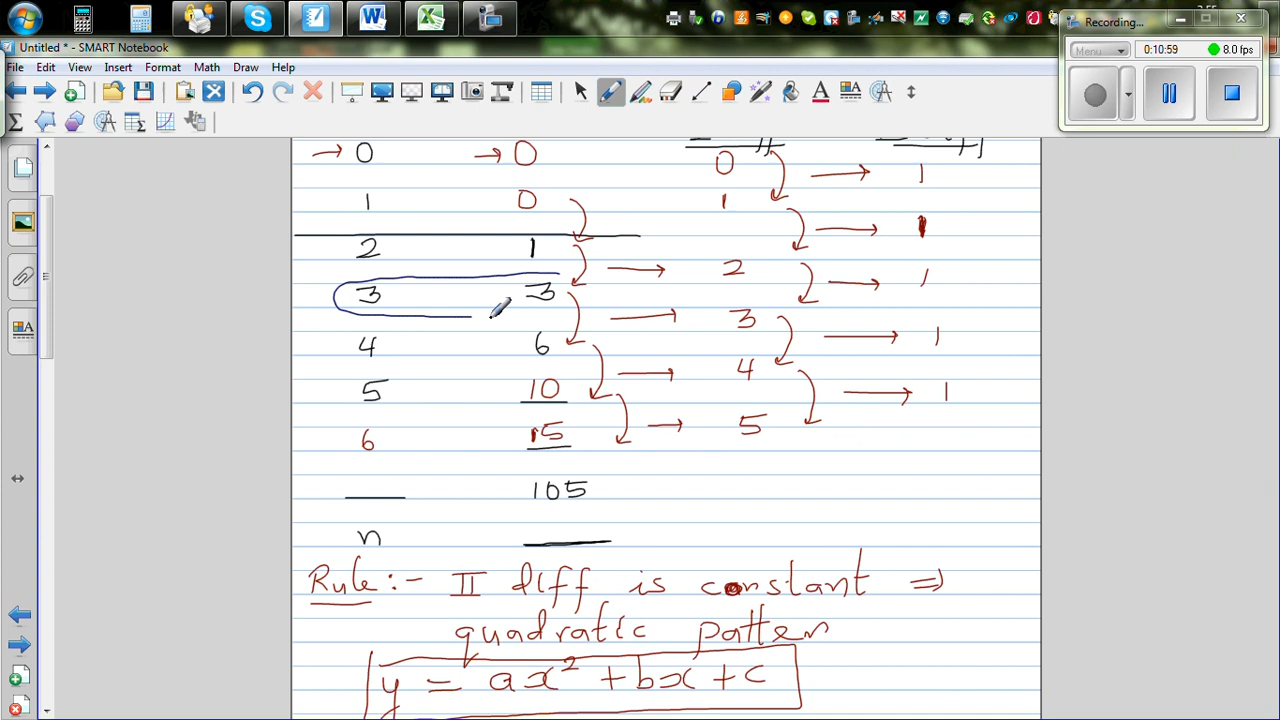 Recording...
Untitled * - SMART Notebook
Menu 0:10:59 8.0 fps
File Edit View Insert Format Math Draw Help
→ 0 → 0 0 → 1
1 0 1 → 1
2 1 → 2 → 1
3 3 → 3 → 1
4 6 → 4 → 1
5 10 → 5
6 15
105
n
Rule:- II diff is constant ⇒
quadratic pattern
y = ax² + bx + c